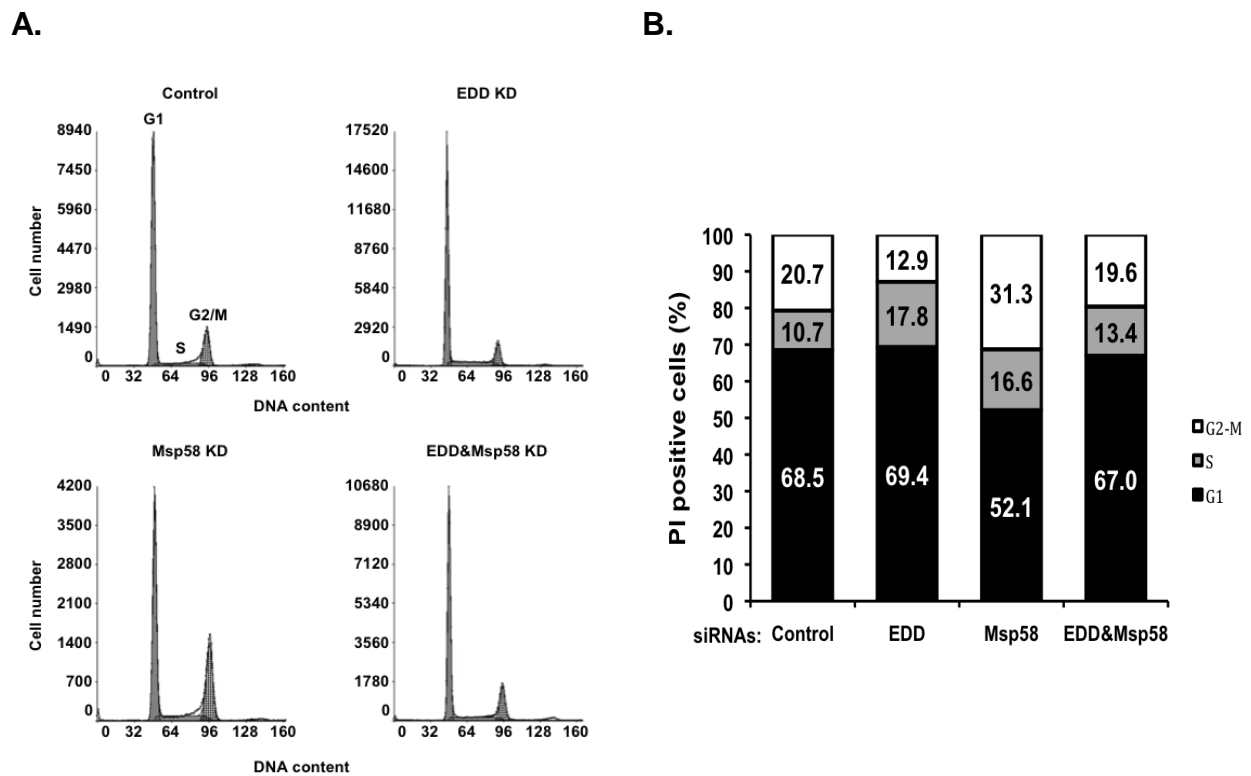 A.
B.
Control
G1
8940
7450
5960
4470
2980
1490
0
Cell number
S
G2/M
0 32 64 96 128 160
DNA content
EDD KD
17520
14600
11680
8760
5840
2920
0
0 32 64 96 128 160
Msp58 KD
4200
3500
2800
2100
1400
700
0
Cell number
0 32 64 96 128 160
DNA content
EDD&Msp58 KD
10680
8900
7120
5340
3560
1780
0
0 32 64 96 128 160
PI positive cells (%)
100
90
80
70
60
50
40
30
20
10
0
20.7
10.7
68.5
12.9
17.8
69.4
31.3
16.6
52.1
19.6
13.4
67.0
siRNAs: Control EDD Msp58 EDD&Msp58
G2-M
S
G1